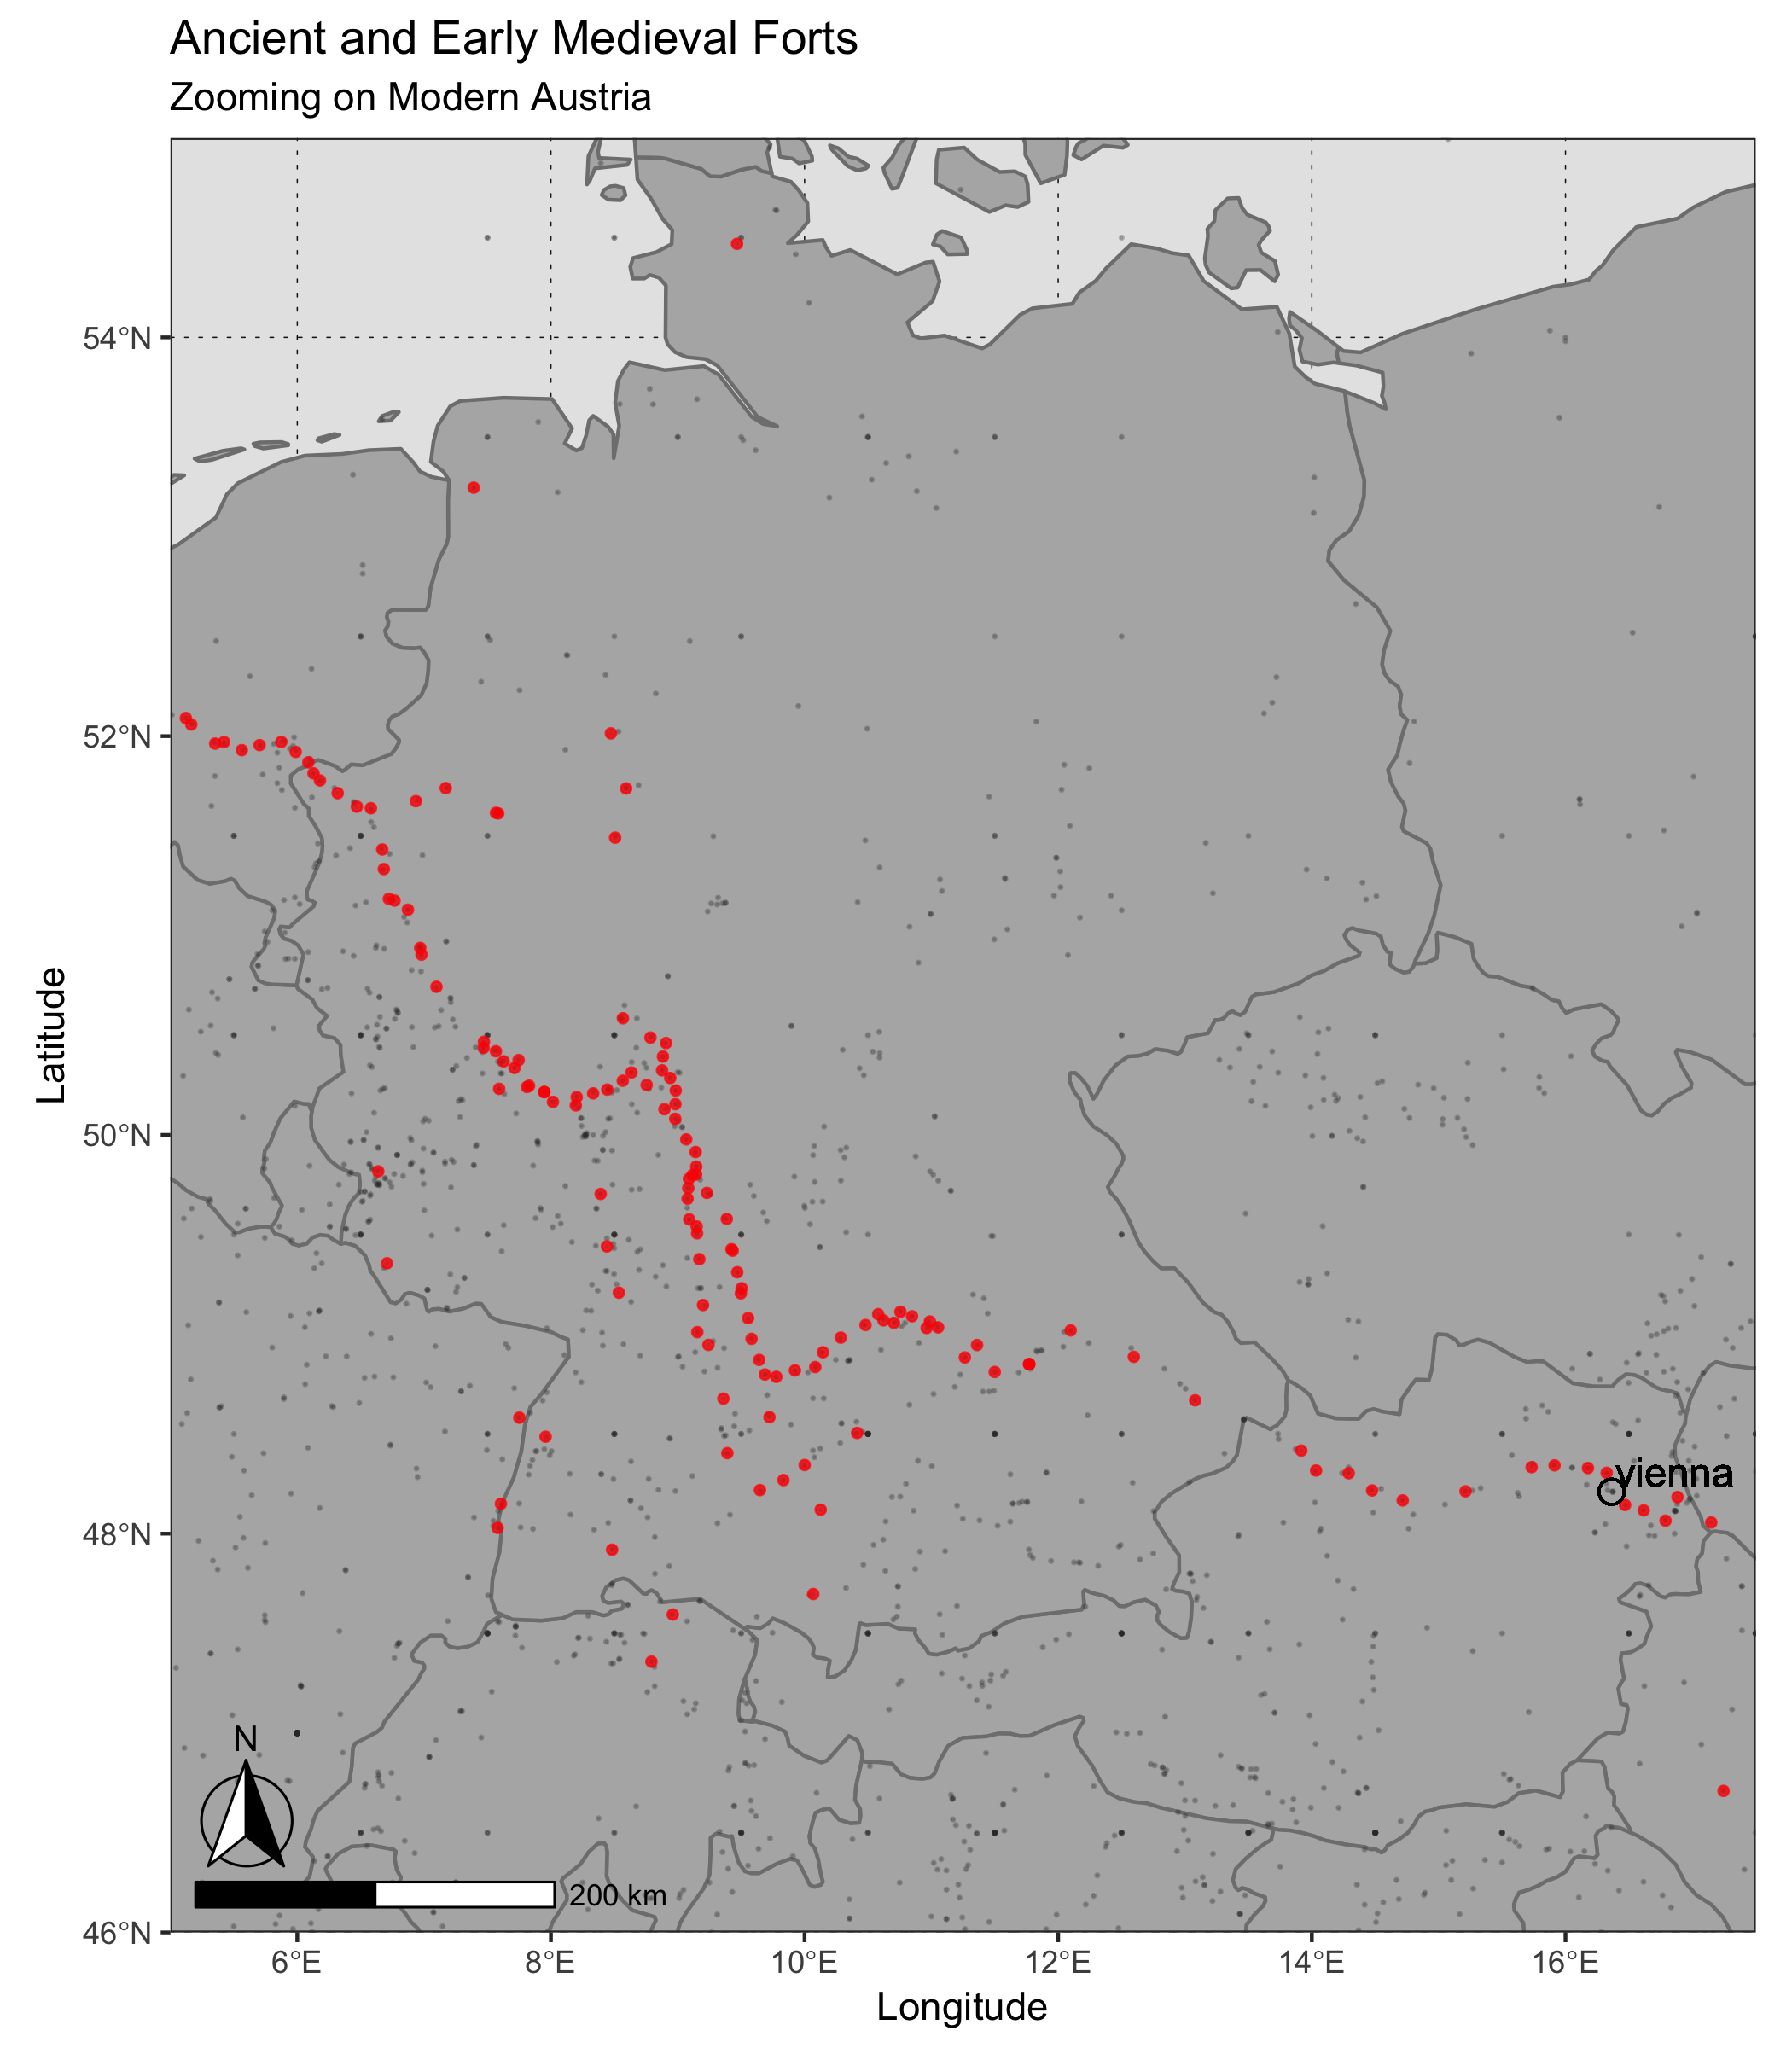 Ancient and Early Medieval Forts
Zooming on Modern Austria
54°N
52°N
50°N
48°N
46°N
Latitude
vienna
N
200 km
6°E 8°E 10°E 12°E 14°E 16°E
Longitude